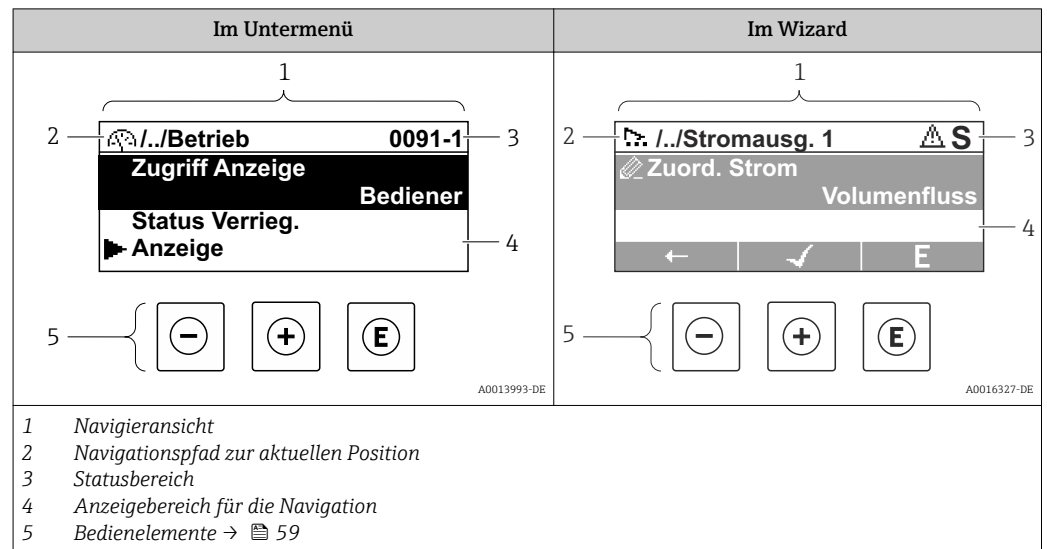 Im Untermenü
Im Wizard
1
2
/../Betrieb 0091-1
3
Zugriff Anzeige
Bediener
Status Verrieg.
Anzeige
4
5
- + E
A0013993-DE
1
2
/../Stromausg. 1 S
3
Zuord. Strom
Volumenfluss
4
E
5
- + E
A0016327-DE
1 Navigieransicht
2 Navigationspfad zur aktuellen Position
3 Statusbereich
4 Anzeigebereich für die Navigation
5 Bedienelemente → 59